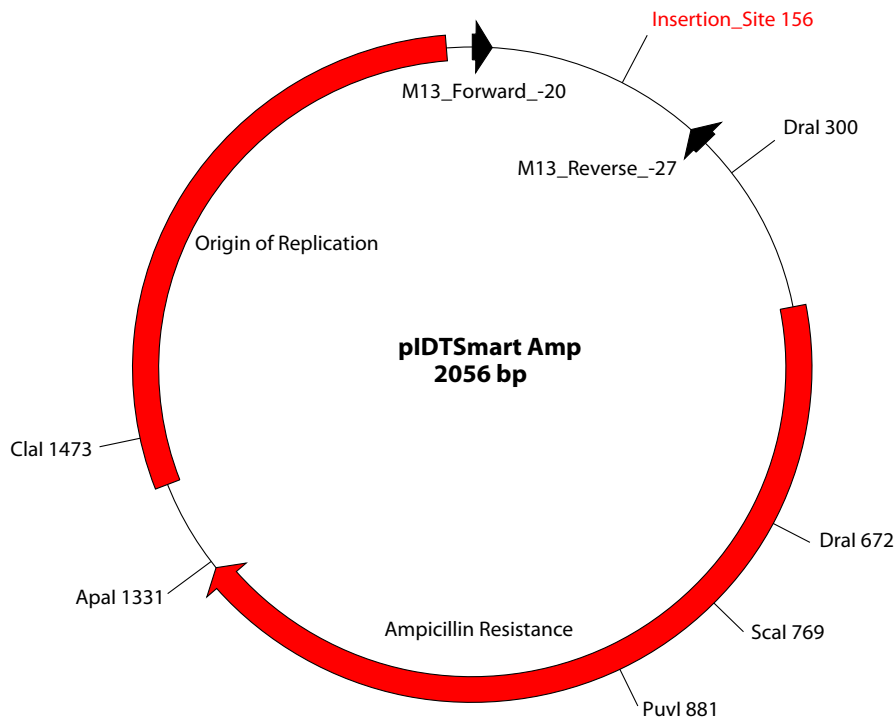 Insertion_Site 156
M13_Forward_-20
DraI 300
M13_Reverse_-27
Origin of Replication
pIDTSmart Amp
2056 bp
ClaI 1473
DraI 672
ApaI 1331
Ampicillin Resistance
ScaI 769
PuvI 881